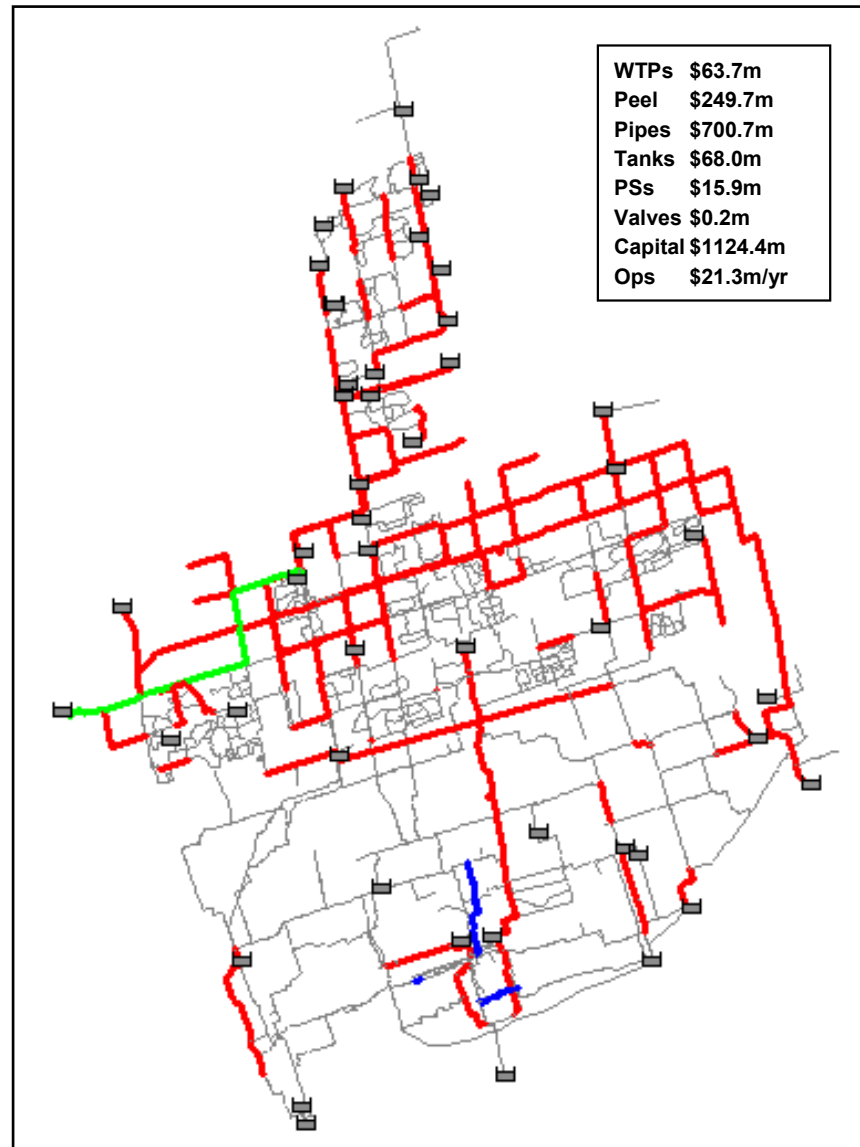 WTPs $63.7m
Peel $249.7m
Pipes $700.7m
Tanks $68.0m
PSs $15.9m
Valves $0.2m
Capital $1124.4m
Ops $21.3m/yr